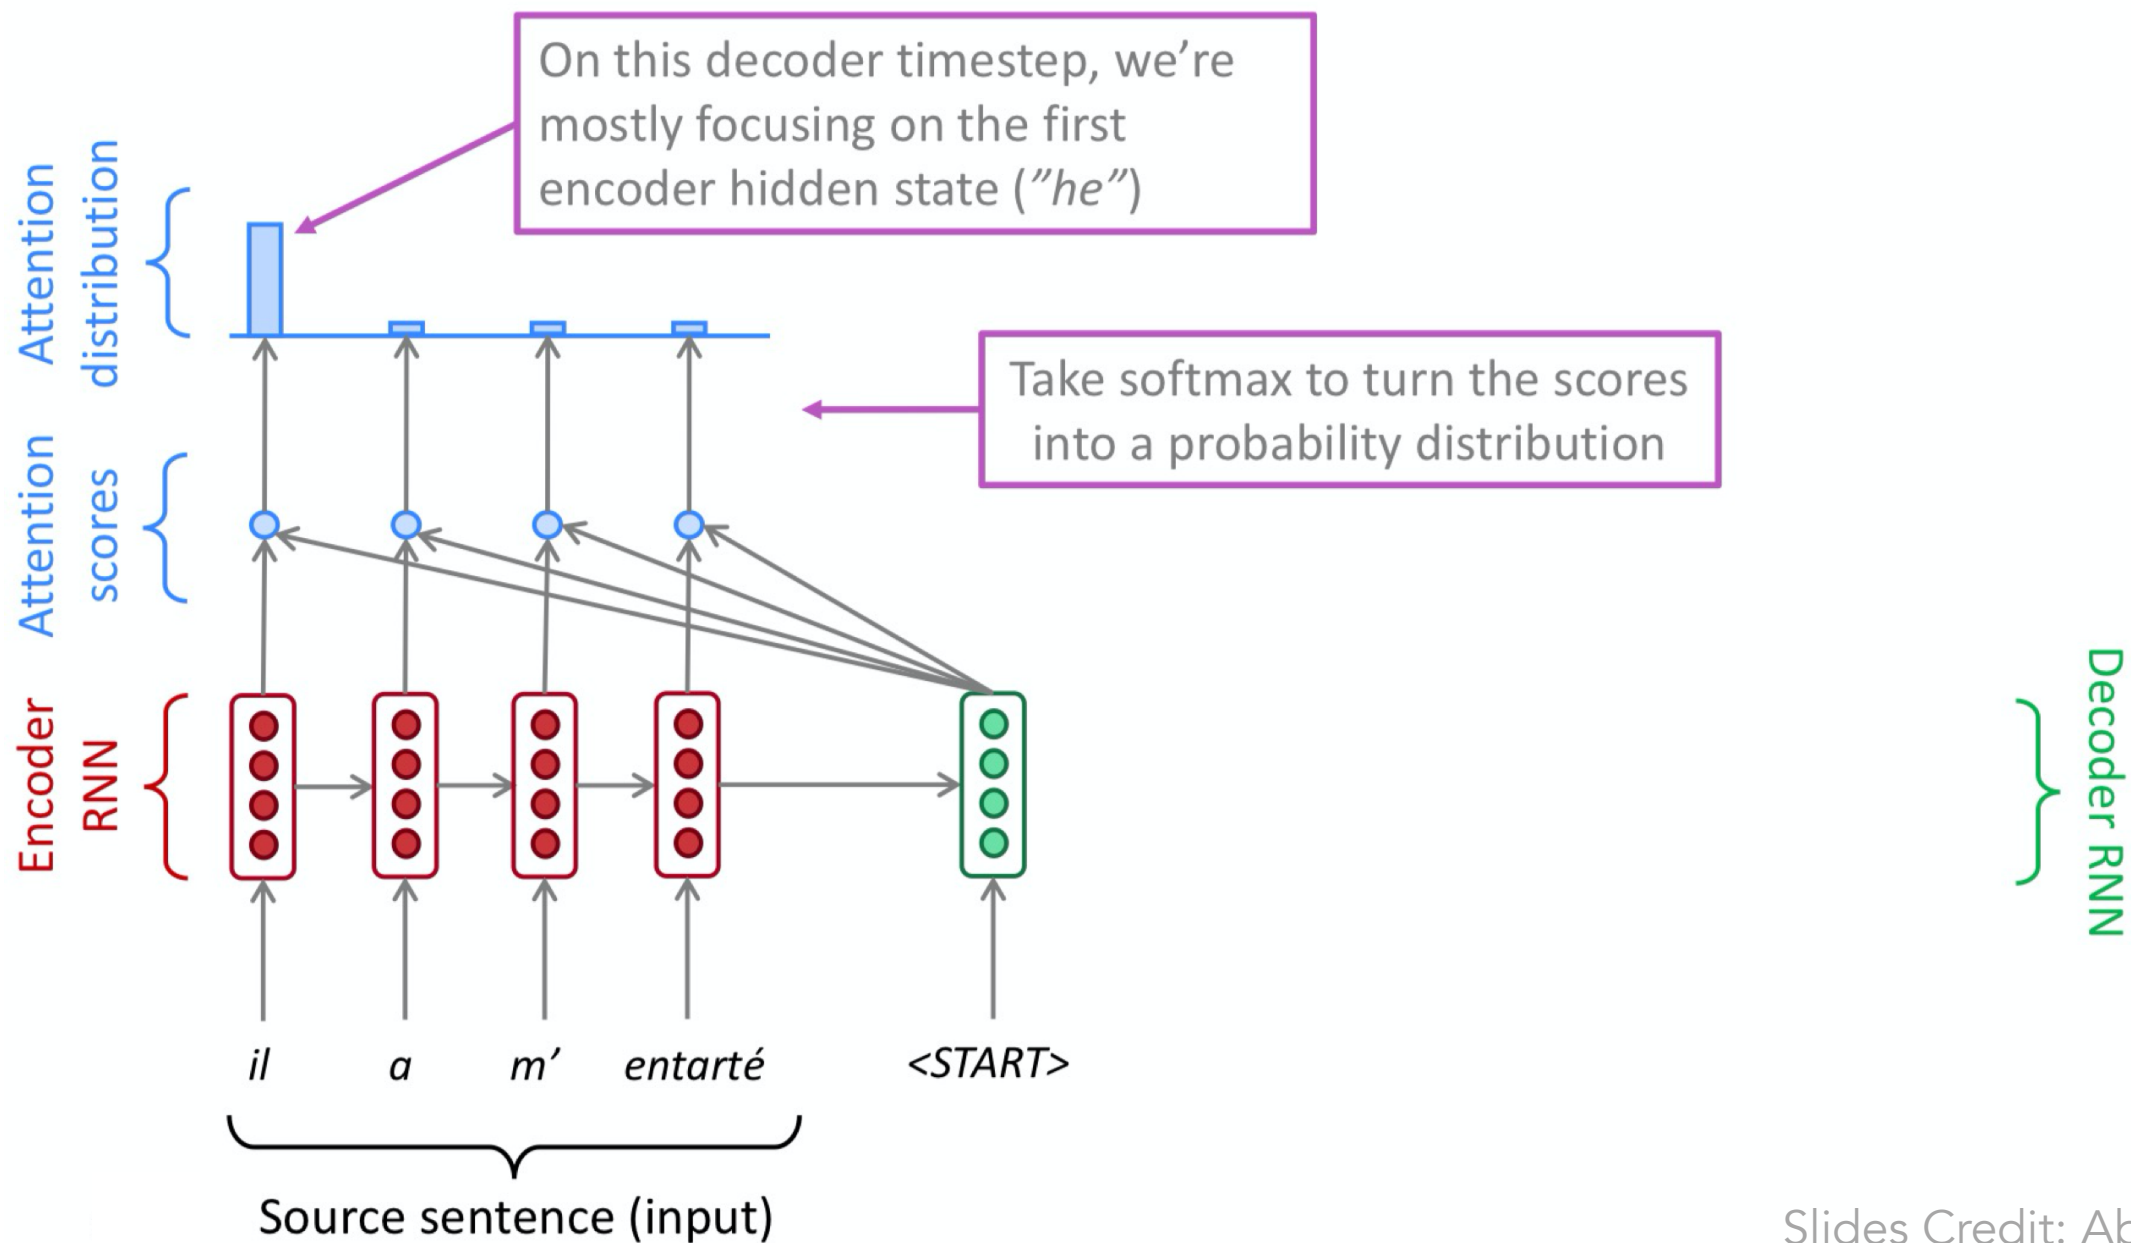 On this decoder timestep, we’re
mostly focusing on the first
encoder hidden state (”he”)
Attention
distribution
Take softmax to turn the scores
into a probability distribution
Attention
scores
Encoder
RNN
Decoder RNN
il a m’ entarté <START>
Source sentence (input)
Slides Credit: